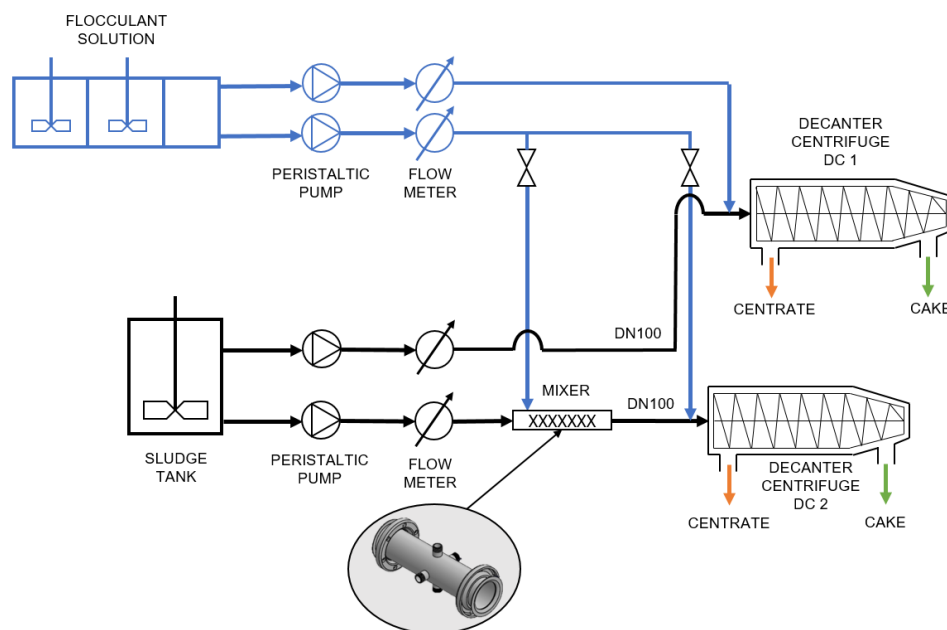 FLOCCULANT
SOLUTION
PERISTALTIC
PUMP
FLOW
METER
DECANTER
CENTRIFUGE
DC 1
CENTRATE
CAKE
DN100
MIXER
DN100
XXXXXXX
SLUDGE
TANK
PERISTALTIC
PUMP
FLOW
METER
DECANTER
CENTRIFUGE
DC 2
CENTRATE
CAKE